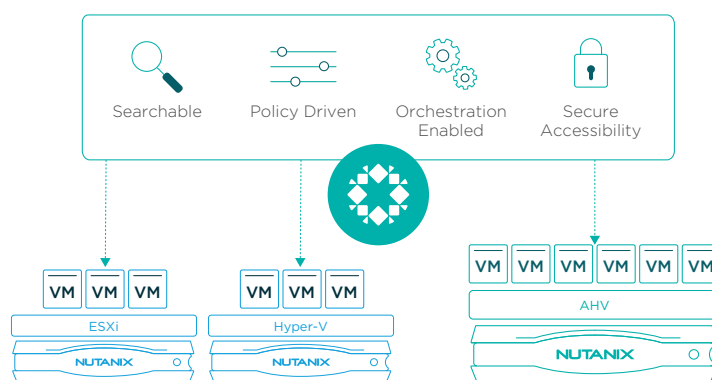 Searchable
Policy Driven
Orchestration
Enabled
Secure
Accessibility
VM VM VM
VM VM VM
VM VM VM VM VM VM
ESXi
Hyper-V
AHV
NUTANIX
NUTANIX
NUTANIX